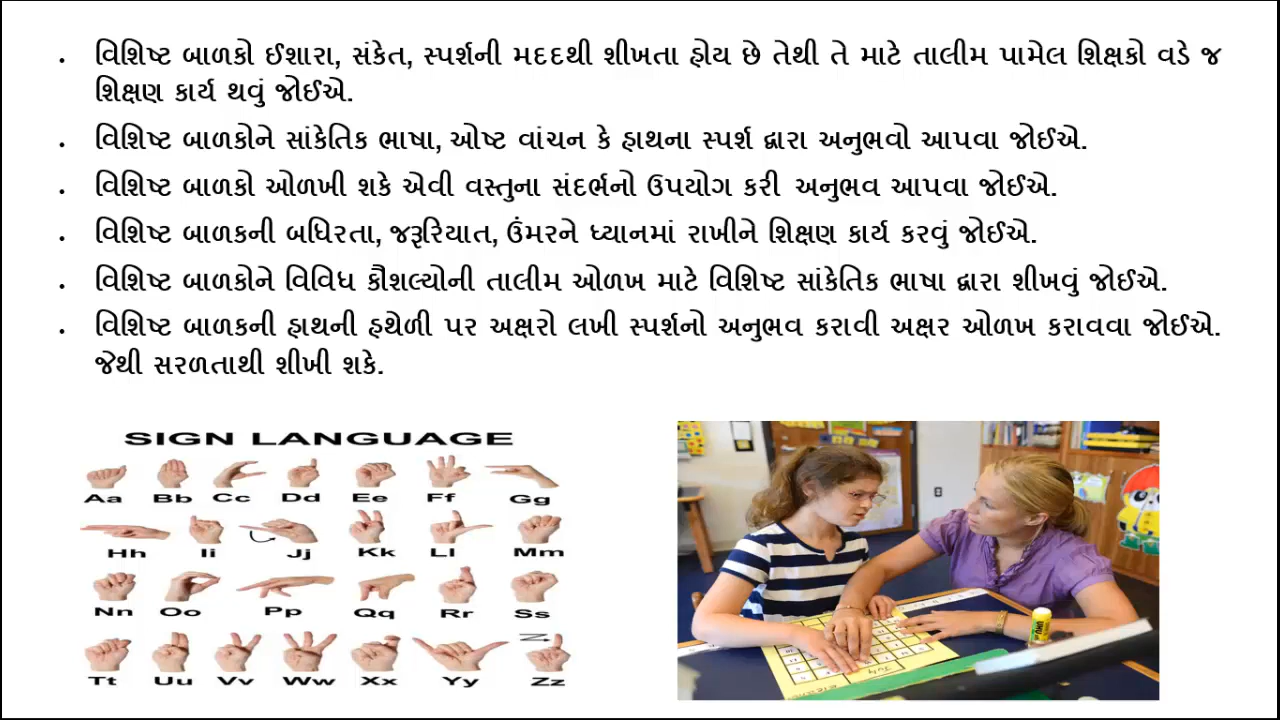 • વિશિષ્ટ બાળકો ઈશારા, સંકેત, સ્પર્શની મદદથી શીખતા હોય છે તેથી તે માટે તાલીમ પામેલ શિક્ષકો વડે જ
શિક્ષણ કાર્ય થવું જોઈએ.
• વિશિષ્ટ બાળકોને સાંકેતિક ભાષા, ઓષ્ટ વાંચન કે હાથના સ્પર્શ દ્વારા અનુભવો આપવા જોઈએ.
• વિશિષ્ટ બાળકો ઓળખી શકે એવી વસ્તુના સંદર્ભનો ઉપયોગ કરી અનુભવ આપવા જોઈએ.
• વિશિષ્ટ બાળકની બધિરતા, જરૂરિયાત, ઉંમરને ધ્યાનમાં રાખીને શિક્ષણ કાર્ય કરવું જોઈએ.
• વિશિષ્ટ બાળકોને વિવિધ કૌશલ્યોની તાલીમ ઓળખ માટે વિશિષ્ટ સાંકેતિક ભાષા દ્વારા શીખવું જોઈએ.
• વિશિષ્ટ બાળકની હાથની હથેળી પર અક્ષરો લખી સ્પર્શનો અનુભવ કરાવી અક્ષર ઓળખ કરાવવા જોઈએ.
જેથી સરળતાથી શીખી શકે.
SIGN LANGUAGE
Aa Bb Cc Dd Ee Ff Gg
Hh Ii Jj Kk Ll Mm
Nn Oo Pp Qq Rr Ss
Tt Uu Vv Ww Xx Yy Zz